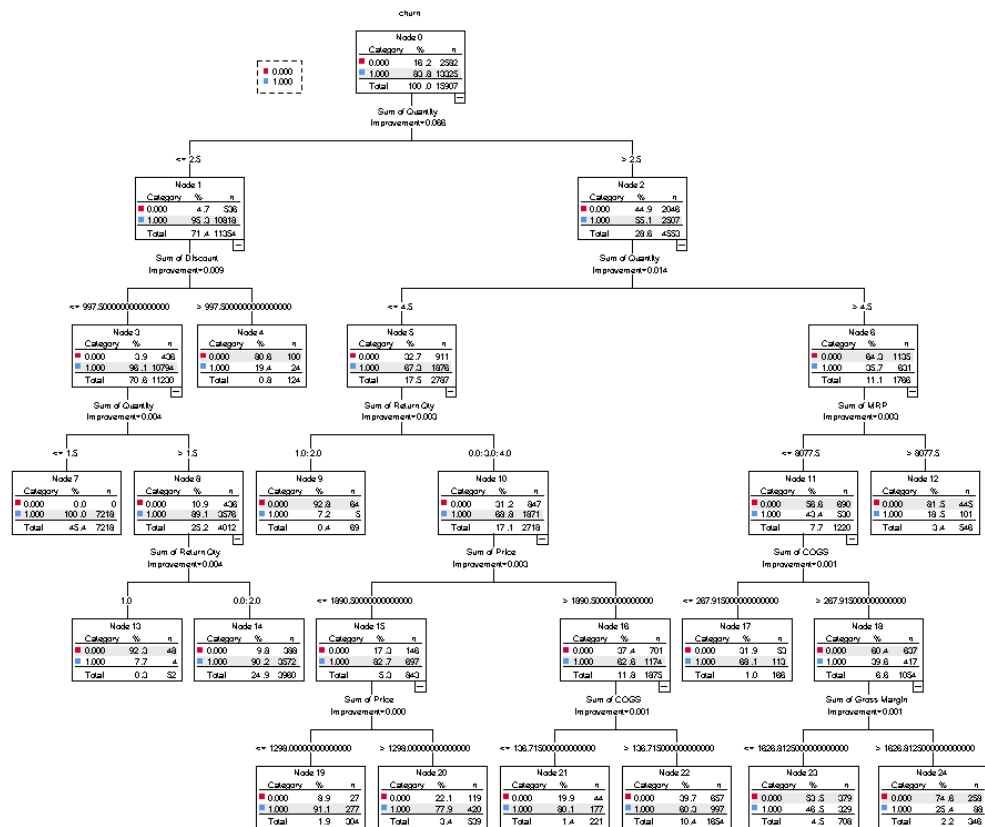 churn
Node 0
Category % n
0.000 16.2 2582
1.000 83.8 13325
Total 100.0 15907
0.000
1.000
Sum of Quantity
Improvement=0.066
<= 2.5
> 2.5
Node 1
Category % n
0.000 4.7 536
1.000 95.3 10818
Total 71.4 11354
Node 2
Category % n
0.000 44.9 2046
1.000 55.1 2507
Total 28.6 4553
Sum of Discount
Improvement=0.009
Sum of Quantity
Improvement=0.014
<= 997.5000000000000000
> 997.5000000000000000
<= 4.5
> 4.5
Node 3
Category % n
0.000 3.9 436
1.000 96.1 10794
Total 70.6 11230
Node 4
Category % n
0.000 80.6 100
1.000 19.4 24
Total 0.8 124
Node 5
Category % n
0.000 32.7 911
1.000 67.3 1876
Total 17.5 2787
Node 6
Category % n
0.000 64.3 1135
1.000 35.7 631
Total 11.1 1766
Sum of Quantity
Improvement=0.004
Sum of Return Qty
Improvement=0.003
Sum of MRP
Improvement=0.003
<= 1.5
> 1.5
1.0; 2.0
0.0; 3.0; 4.0
<= 8077.5
> 8077.5
Node 7
Category % n
0.000 0.0 0
1.000 100.0 7218
Total 45.4 7218
Node 8
Category % n
0.000 10.9 436
1.000 89.1 3576
Total 25.2 4012
Node 9
Category % n
0.000 92.8 64
1.000 7.2 5
Total 0.4 69
Node 10
Category % n
0.000 31.2 847
1.000 68.8 1871
Total 17.1 2718
Node 11
Category % n
0.000 56.6 690
1.000 43.4 530
Total 7.7 1220
Node 12
Category % n
0.000 81.5 445
1.000 18.5 101
Total 3.4 546
Sum of Return Qty
Improvement=0.004
Sum of Price
Improvement=0.003
Sum of COGS
Improvement=0.001
1.0
0.0; 2.0
<= 1890.5000000000000
> 1890.5000000000000
<= 267.915000000000000
> 267.915000000000000
Node 13
Category % n
0.000 92.3 48
1.000 7.7 4
Total 0.3 52
Node 14
Category % n
0.000 9.8 388
1.000 90.2 3572
Total 24.9 3960
Node 15
Category % n
0.000 17.3 146
1.000 82.7 697
Total 5.3 843
Node 16
Category % n
0.000 37.4 701
1.000 62.6 1174
Total 11.8 1875
Node 17
Category % n
0.000 31.9 53
1.000 68.1 113
Total 1.0 166
Node 18
Category % n
0.000 60.4 637
1.000 39.6 417
Total 6.6 1054
Sum of Price
Improvement=0.000
Sum of COGS
Improvement=0.001
Sum of Gross Margin
Improvement=0.001
<= 1298.0000000000000
> 1298.0000000000000
<= 136.715000000000000
> 136.715000000000000
<= 1626.8125000000000
> 1626.8125000000000
Node 19
Category % n
0.000 8.9 27
1.000 91.1 277
Total 1.9 304
Node 20
Category % n
0.000 22.1 119
1.000 77.9 420
Total 3.4 539
Node 21
Category % n
0.000 19.9 44
1.000 80.1 177
Total 1.4 221
Node 22
Category % n
0.000 39.7 657
1.000 60.3 997
Total 10.4 1654
Node 23
Category % n
0.000 53.5 379
1.000 46.5 329
Total 4.5 708
Node 24
Category % n
0.000 74.6 258
1.000 25.4 88
Total 2.2 346